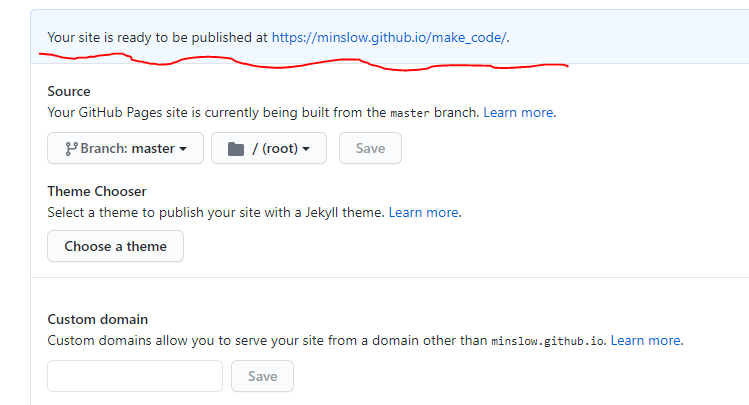 Your site is ready to be published at https://minslow.github.io/make_code/.
Source
Your GitHub Pages site is currently being built from the master branch. Learn more.
Branch: master
/ (root)
Save
Theme Chooser
Select a theme to publish your site with a Jekyll theme. Learn more.
Choose a theme
Custom domain
Custom domains allow you to serve your site from a domain other than minslow.github.io. Learn more.
Save